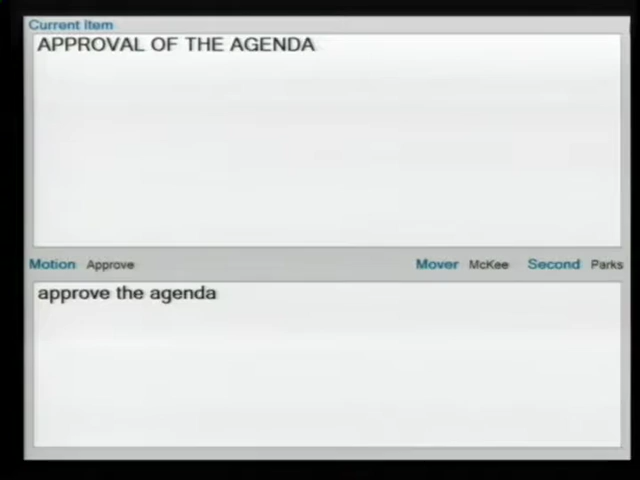 Current Item
APPROVAL OF THE AGENDA
Motion Approve Mover McKee Second Parks
approve the agenda